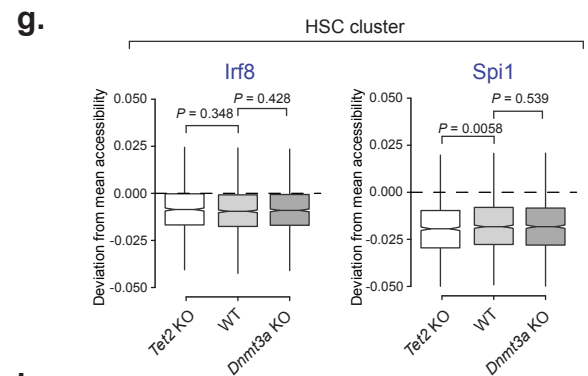 g.
HSC cluster
Irf8
Deviation from mean accessibility
0.050
0.025
0.000
-0.025
-0.050
P = 0.348
P = 0.428
Tet2 KO
WT
Dnmt3a KO
Spi1
Deviation from mean accessibility
0.050
0.025
0.000
-0.025
-0.050
P = 0.0058
P = 0.539
Tet2 KO
WT
Dnmt3a KO